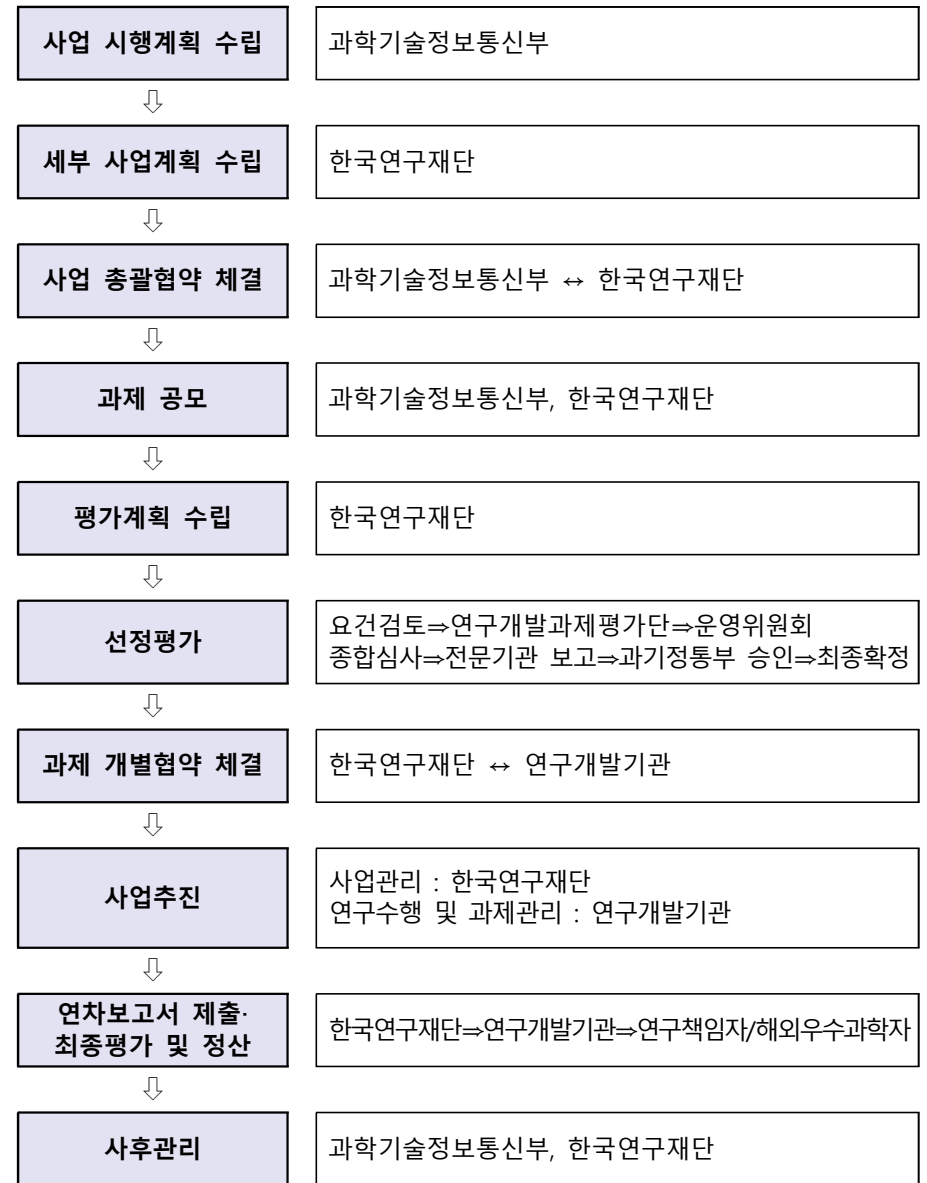 사업 시행계획 수립
과학기술정보통신부
⇩
세부 사업계획 수립
한국연구재단
⇩
사업 총괄협약 체결
과학기술정보통신부 ↔ 한국연구재단
⇩
과제 공모
과학기술정보통신부, 한국연구재단
⇩
평가계획 수립
한국연구재단
⇩
선정평가
요건검토⇒연구개발과제평가단⇒운영위원회
종합심사⇒전문기관 보고⇒과기정통부 승인⇒최종확정
⇩
과제 개별협약 체결
한국연구재단 ↔ 연구개발기관
⇩
사업추진
사업관리 : 한국연구재단
연구수행 및 과제관리 : 연구개발기관
⇩
연차보고서 제출·
최종평가 및 정산
한국연구재단⇒연구개발기관⇒연구책임자/해외우수과학자
⇩
사후관리
과학기술정보통신부, 한국연구재단